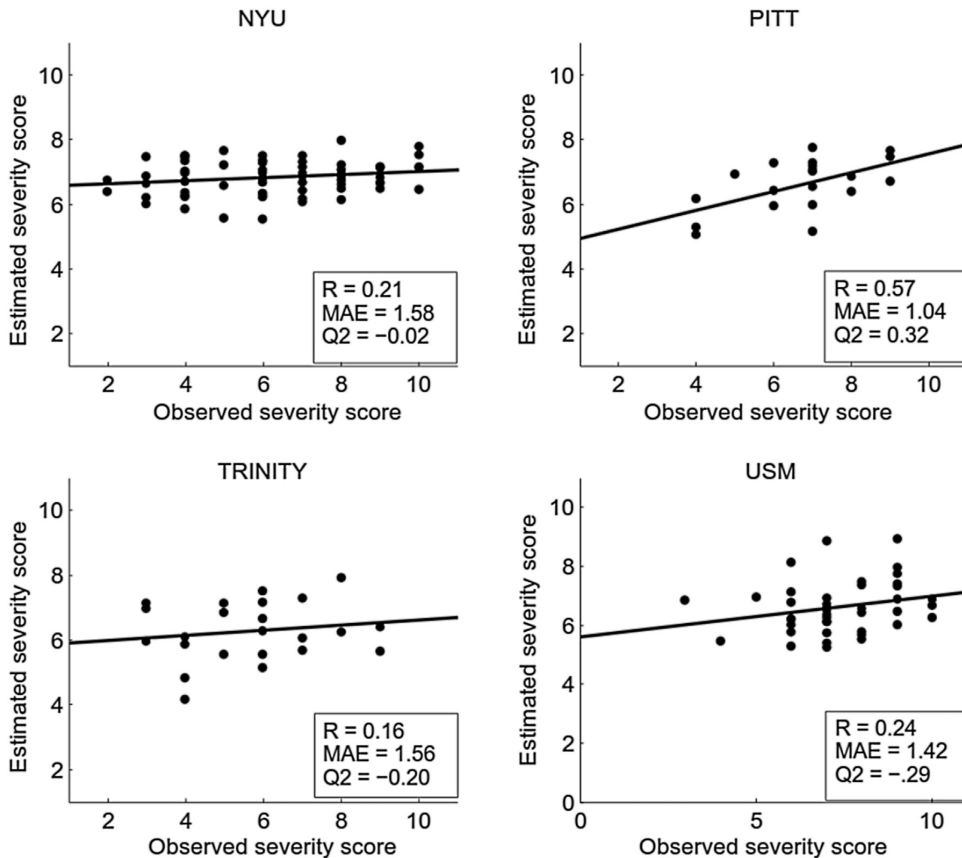 NYU
Estimated severity score
10
8
6
4
2
R = 0.21
MAE = 1.58
Q2 = −0.02
2 4 6 8 10
Observed severity score
PITT
Estimated severity score
10
8
6
4
2
R = 0.57
MAE = 1.04
Q2 = 0.32
2 4 6 8 10
Observed severity score
TRINITY
Estimated severity score
10
8
6
4
2
R = 0.16
MAE = 1.56
Q2 = −0.20
2 4 6 8 10
Observed severity score
USM
Estimated severity score
10
8
6
4
2
0
R = 0.24
MAE = 1.42
Q2 = −.29
0 5 10
Observed severity score